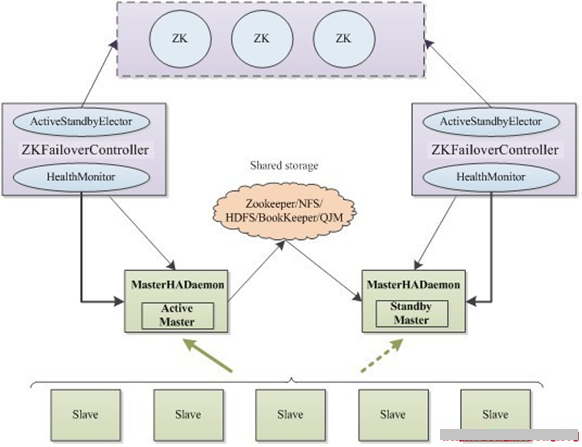 ZK
ZK
ZK
ActiveStandbyElector
ZKFailoverController
HealthMonitor
ActiveStandbyElector
ZKFailoverController
HealthMonitor
Shared storage
Zookeeper/NFS/
HDFS/BookKeeper/QJM
MasterHADaemon
Active
Master
MasterHADaemon
Standby
Master
Slave
Slave
Slave
Slave
Slave